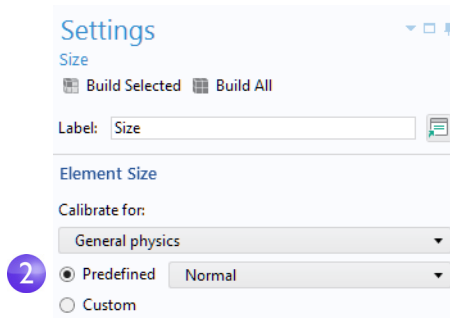 Settings
Size
Build Selected Build All
Label: Size
Element Size
Calibrate for:
General physics
2 Predefined Normal
Custom